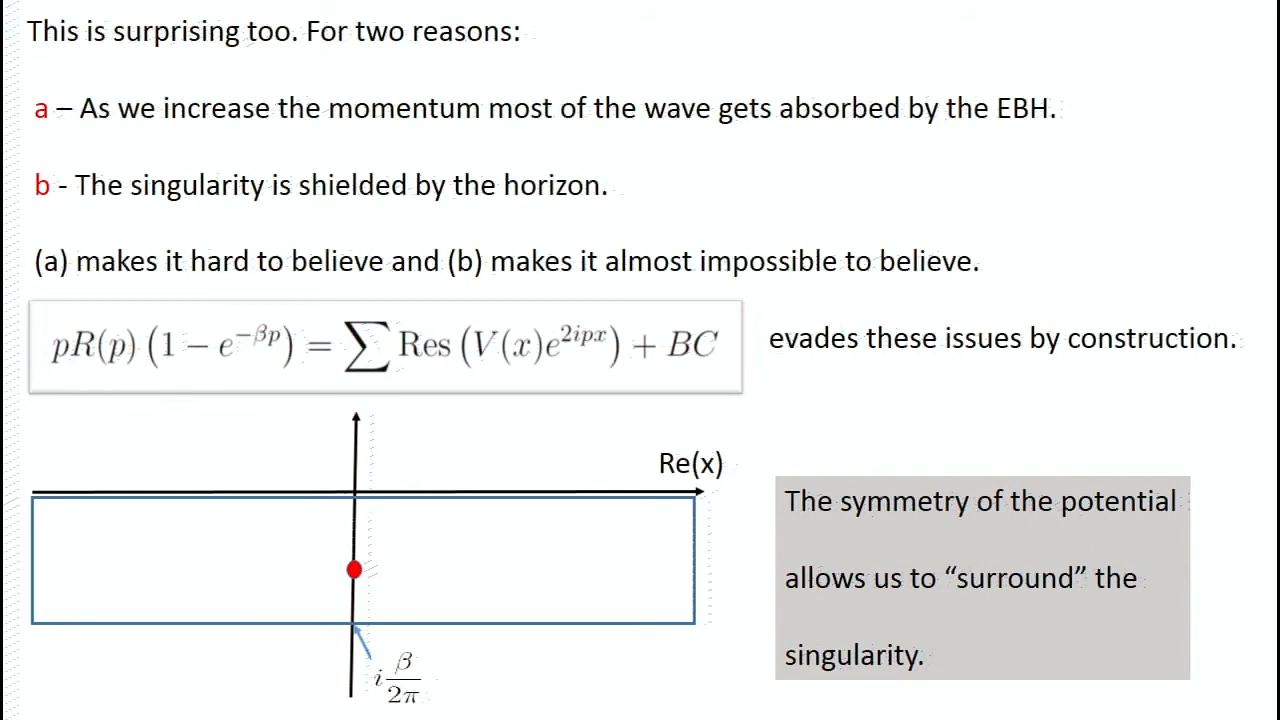 This is surprising too. For two reasons:
a – As we increase the momentum most of the wave gets absorbed by the EBH.
b - The singularity is shielded by the horizon.
(a) makes it hard to believe and (b) makes it almost impossible to believe.
pR(p) (1 − e^{−βp}) = ∑ Res (V(x)e^{2ipx}) + BC evades these issues by construction.
Re(x)
The symmetry of the potential
allows us to “surround” the
singularity.
i β/2π